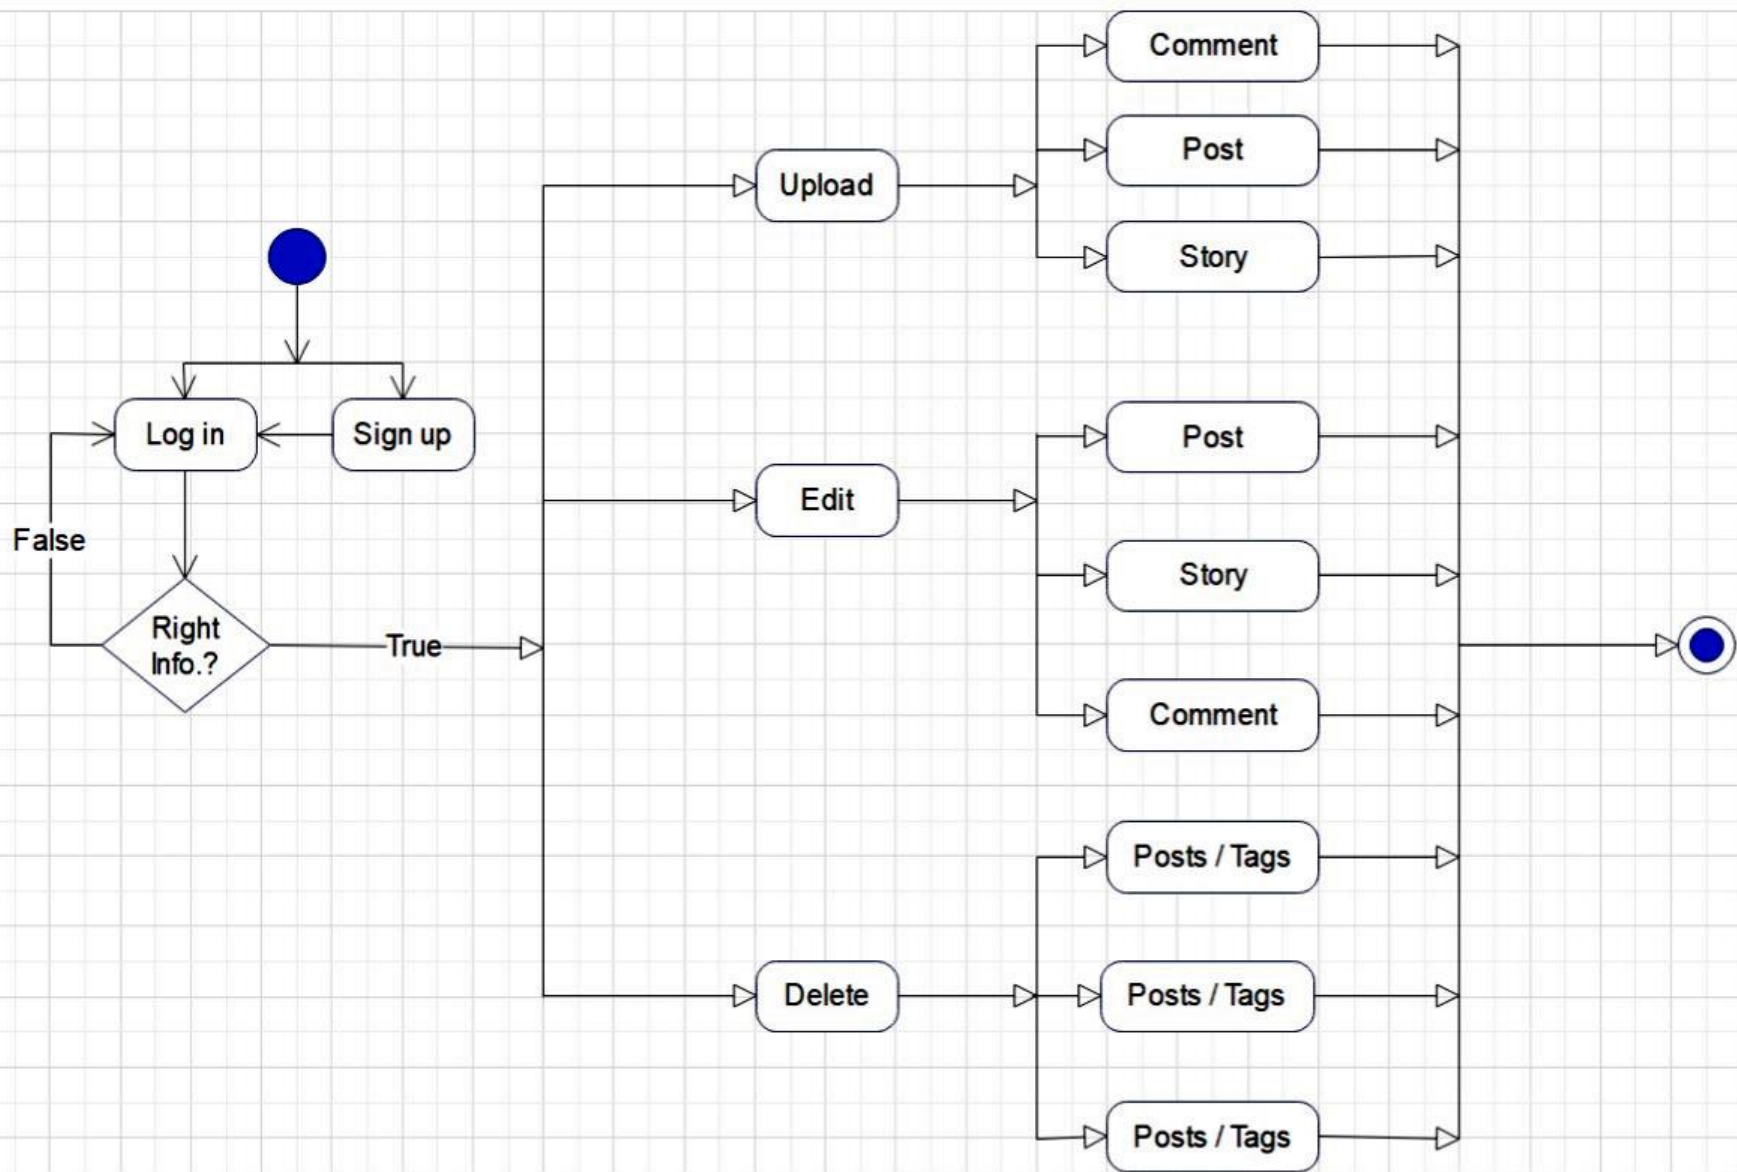 Log in
Sign up
False
Right
Info.?
True
Upload
Comment
Post
Story
Edit
Post
Story
Comment
Delete
Posts / Tags
Posts / Tags
Posts / Tags